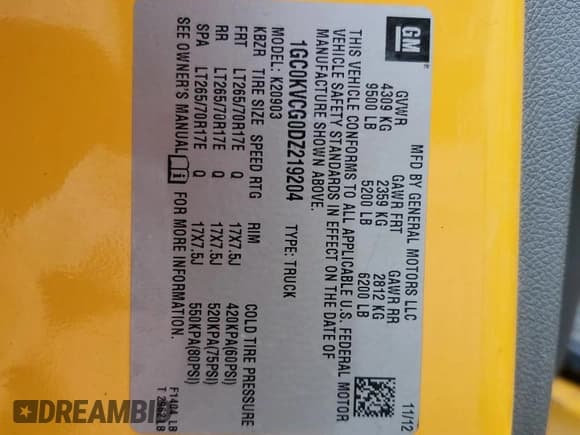 GM
®
MFD BY GENERAL MOTORS LLC 11/12
GVWR GAWR FRT GAWR RR
4309 KG 2359 KG 2812 KG
9500 LB 5200 LB 6200 LB
THIS VEHICLE CONFORMS TO ALL APPLICABLE U.S. FEDERAL MOTOR
VEHICLE SAFETY STANDARDS IN EFFECT ON THE DATE OF
MANUFACTURE SHOWN ABOVE.
1GC0KVCG0DZ219204 TYPE: TRUCK
MODEL: K20903
KBZR TIRE SIZE SPEED RTG RIM COLD TIRE PRESSURE
FRT LT265/70R17E Q 17X7.5J 420KPA(60PSI)
RR LT265/70R17E Q 17X7.5J 520KPA(75PSI)
SPA LT265/70R17E Q 17X7.5J 550KPA(80PSI)
SEE OWNER'S MANUAL i FOR MORE INFORMATION.